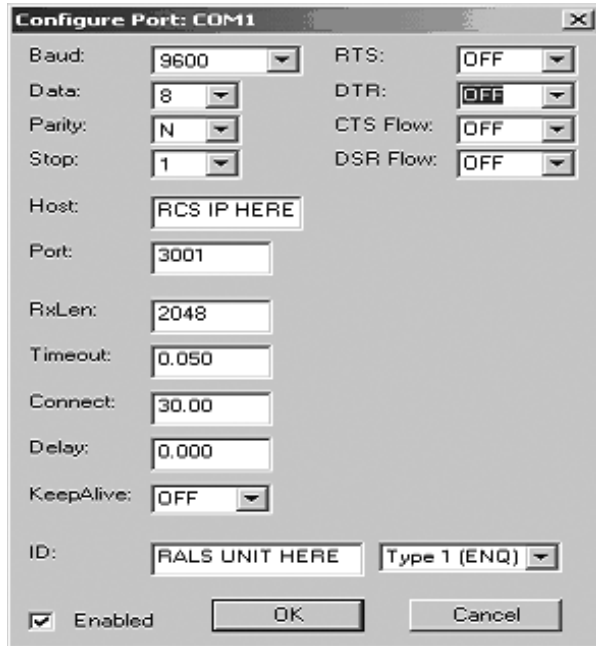 Configure Port: COM1
Baud: 9600 RTS: OFF
Data: 8 DTR: OFF
Parity: N CTS Flow: OFF
Stop: 1 DSR Flow: OFF
Host: RCS IP HERE
Port: 3001
RxLen: 2048
Timeout: 0.050
Connect: 30.00
Delay: 0.000
KeepAlive: OFF
ID: RALS UNIT HERE Type 1 (ENQ)
Enabled OK Cancel